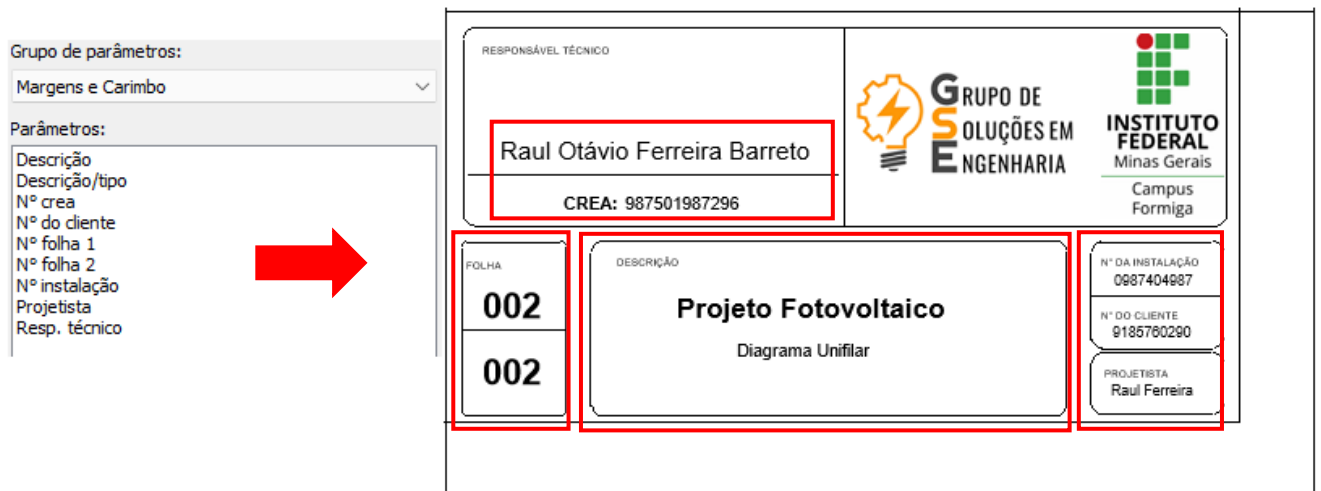 Grupo de parâmetros:
Margens e Carimbo
Parâmetros:
Descrição
Descrição/tipo
Nº crea
Nº do cliente
Nº folha 1
Nº folha 2
Nº instalação
Projetista
Resp. técnico
RESPONSÁVEL TÉCNICO
Raul Otávio Ferreira Barreto
CREA: 987501987296
GRUPO DE
SOLUÇÕES EM
ENGENHARIA
INSTITUTO
FEDERAL
Minas Gerais
Campus
Formiga
FOLHA
002
002
DESCRIÇÃO
Projeto Fotovoltaico
Diagrama Unifilar
N° DA INSTALAÇÃO
0987404987
N° DO CLIENTE
9185760290
PROJETISTA
Raul Ferreira